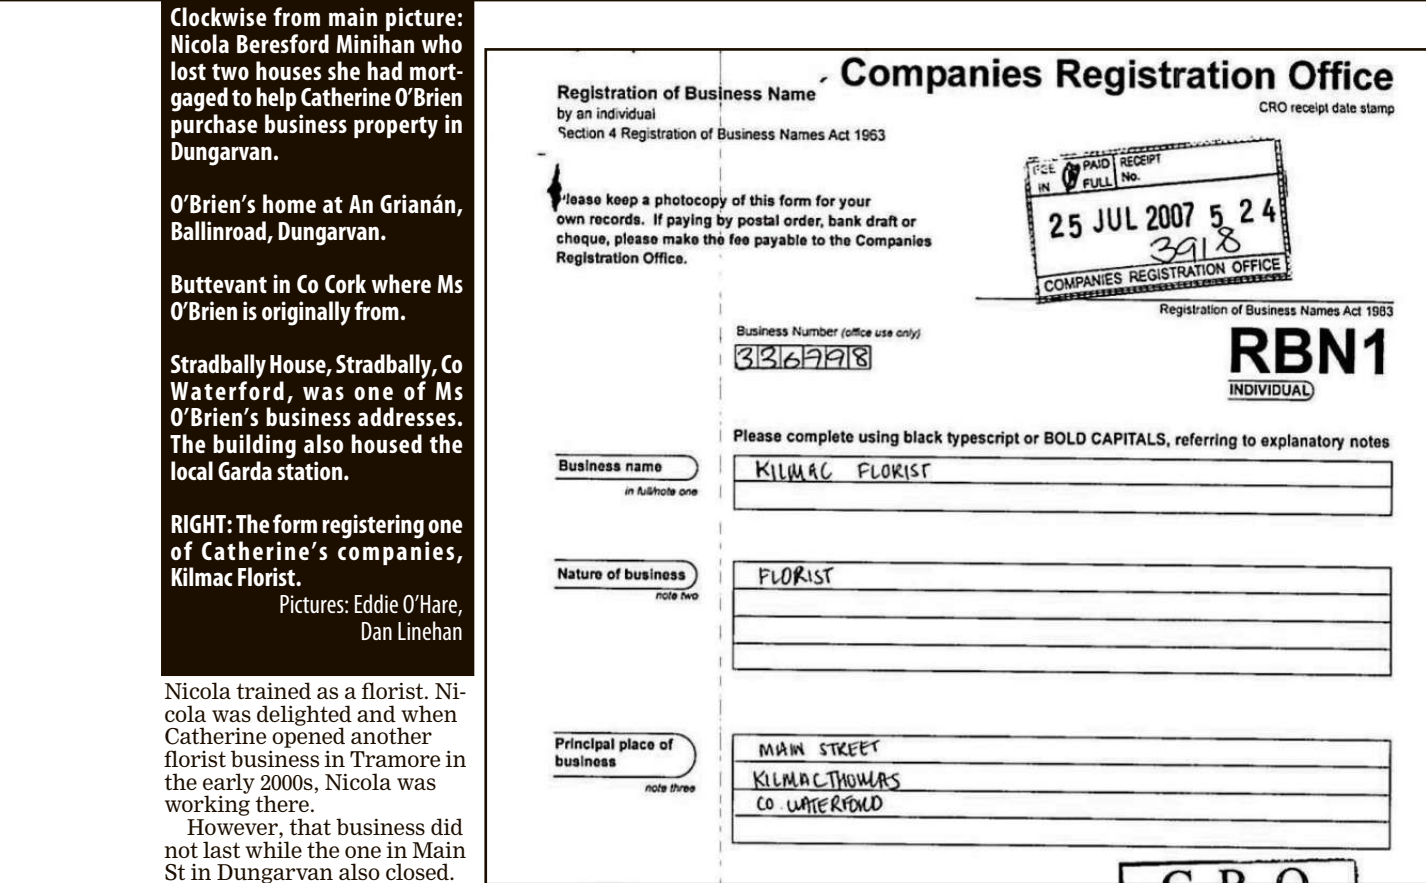 Clockwise from main picture:
Nicola Beresford Minihan who
lost two houses she had mort-
gaged to help Catherine O’Brien
purchase business property in
Dungarvan.
O’Brien’s home at An Grianán,
Ballinroad, Dungarvan.
Buttevant in Co Cork where Ms
O’Brien is originally from.
Stradbally House, Stradbally, Co
Waterford, was one of Ms
O’Brien’s business addresses.
The building also housed the
local Garda station.
RIGHT: The form registering one
of Catherine’s companies,
Kilmac Florist.
Pictures: Eddie O’Hare,
Dan Linehan
Nicola trained as a florist. Ni-
cola was delighted and when
Catherine opened another
florist business in Tramore in
the early 2000s, Nicola was
working there.
However, that business did
not last while the one in Main
St in Dungarvan also closed.
Companies Registration Office
CRO receipt date stamp
Registration of Business Name
by an individual
Section 4 Registration of Business Names Act 1963
Please keep a photocopy of this form for your
own records. If paying by postal order, bank draft or
cheque, please make the fee payable to the Companies
Registration Office.
FEE PAID RECEIPT
IN FULL No.
25 JUL 2007 5 24
3918
COMPANIES REGISTRATION OFFICE
Registration of Business Names Act 1963
Business Number (office use only)
336798
RBN1
INDIVIDUAL
Please complete using black typescript or BOLD CAPITALS, referring to explanatory notes
Business name
in full/note one
KILMAC FLORIST
Nature of business
note two
FLORIST
Principal place of
business
note three
MAIN STREET
KILMACTHOMAS
CO. WATERFORD
C R O